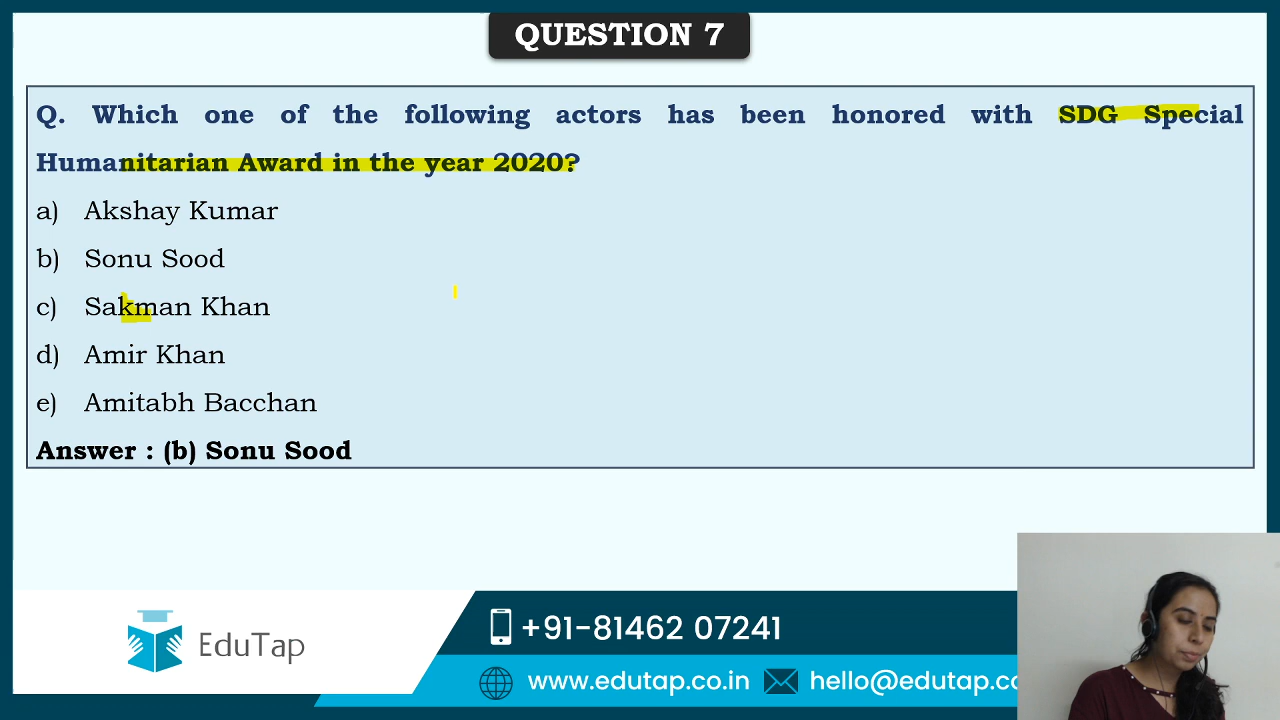 QUESTION 7
Q. Which one of the following actors has been honored with SDG Special
Humanitarian Award in the year 2020?
a) Akshay Kumar
b) Sonu Sood
c) Sakman Khan
d) Amir Khan
e) Amitabh Bacchan
Answer : (b) Sonu Sood
EduTap
+91-81462 07241
www.edutap.co.in
hello@edutap.co